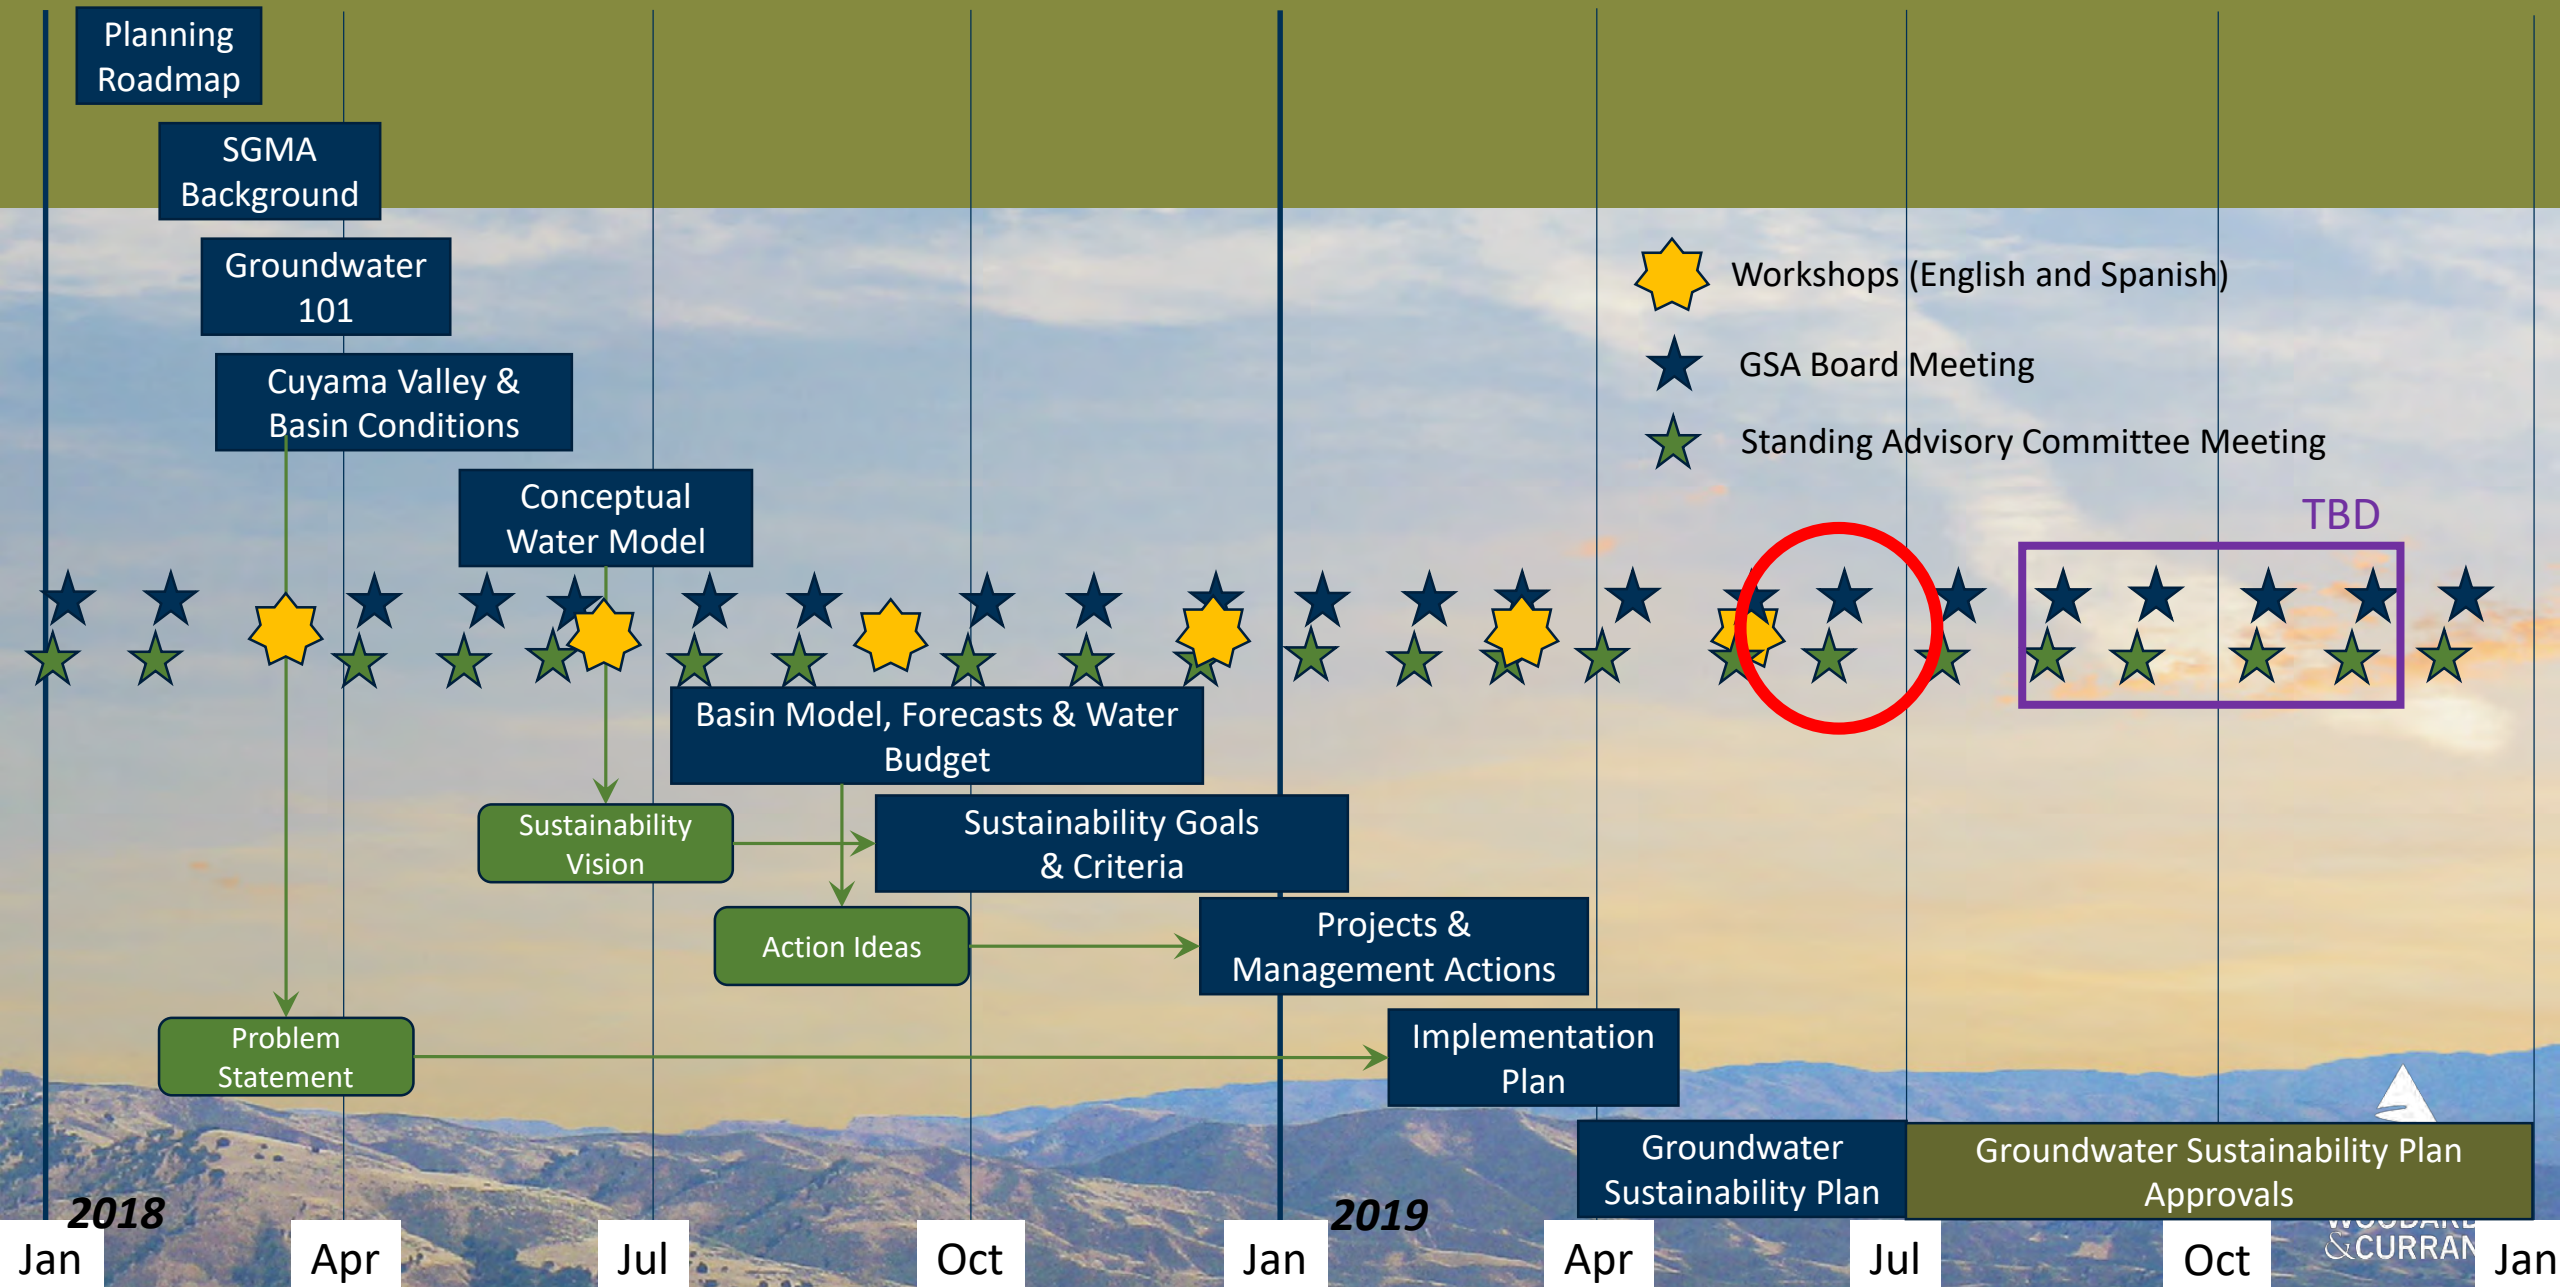 Planning
Roadmap
SGMA
Background
Groundwater
101
Cuyama Valley &
Basin Conditions
Conceptual
Water Model
Workshops (English and Spanish)
GSA Board Meeting
Standing Advisory Committee Meeting
TBD
Basin Model, Forecasts & Water
Budget
Sustainability
Vision
Sustainability Goals
& Criteria
Action Ideas
Projects &
Management Actions
Problem
Statement
Implementation
Plan
Groundwater
Sustainability Plan
Groundwater Sustainability Plan
Approvals
2018
2019
WOODARD
&CURRAN
Jan
Apr
Jul
Oct
Jan
Apr
Jul
Oct
Jan